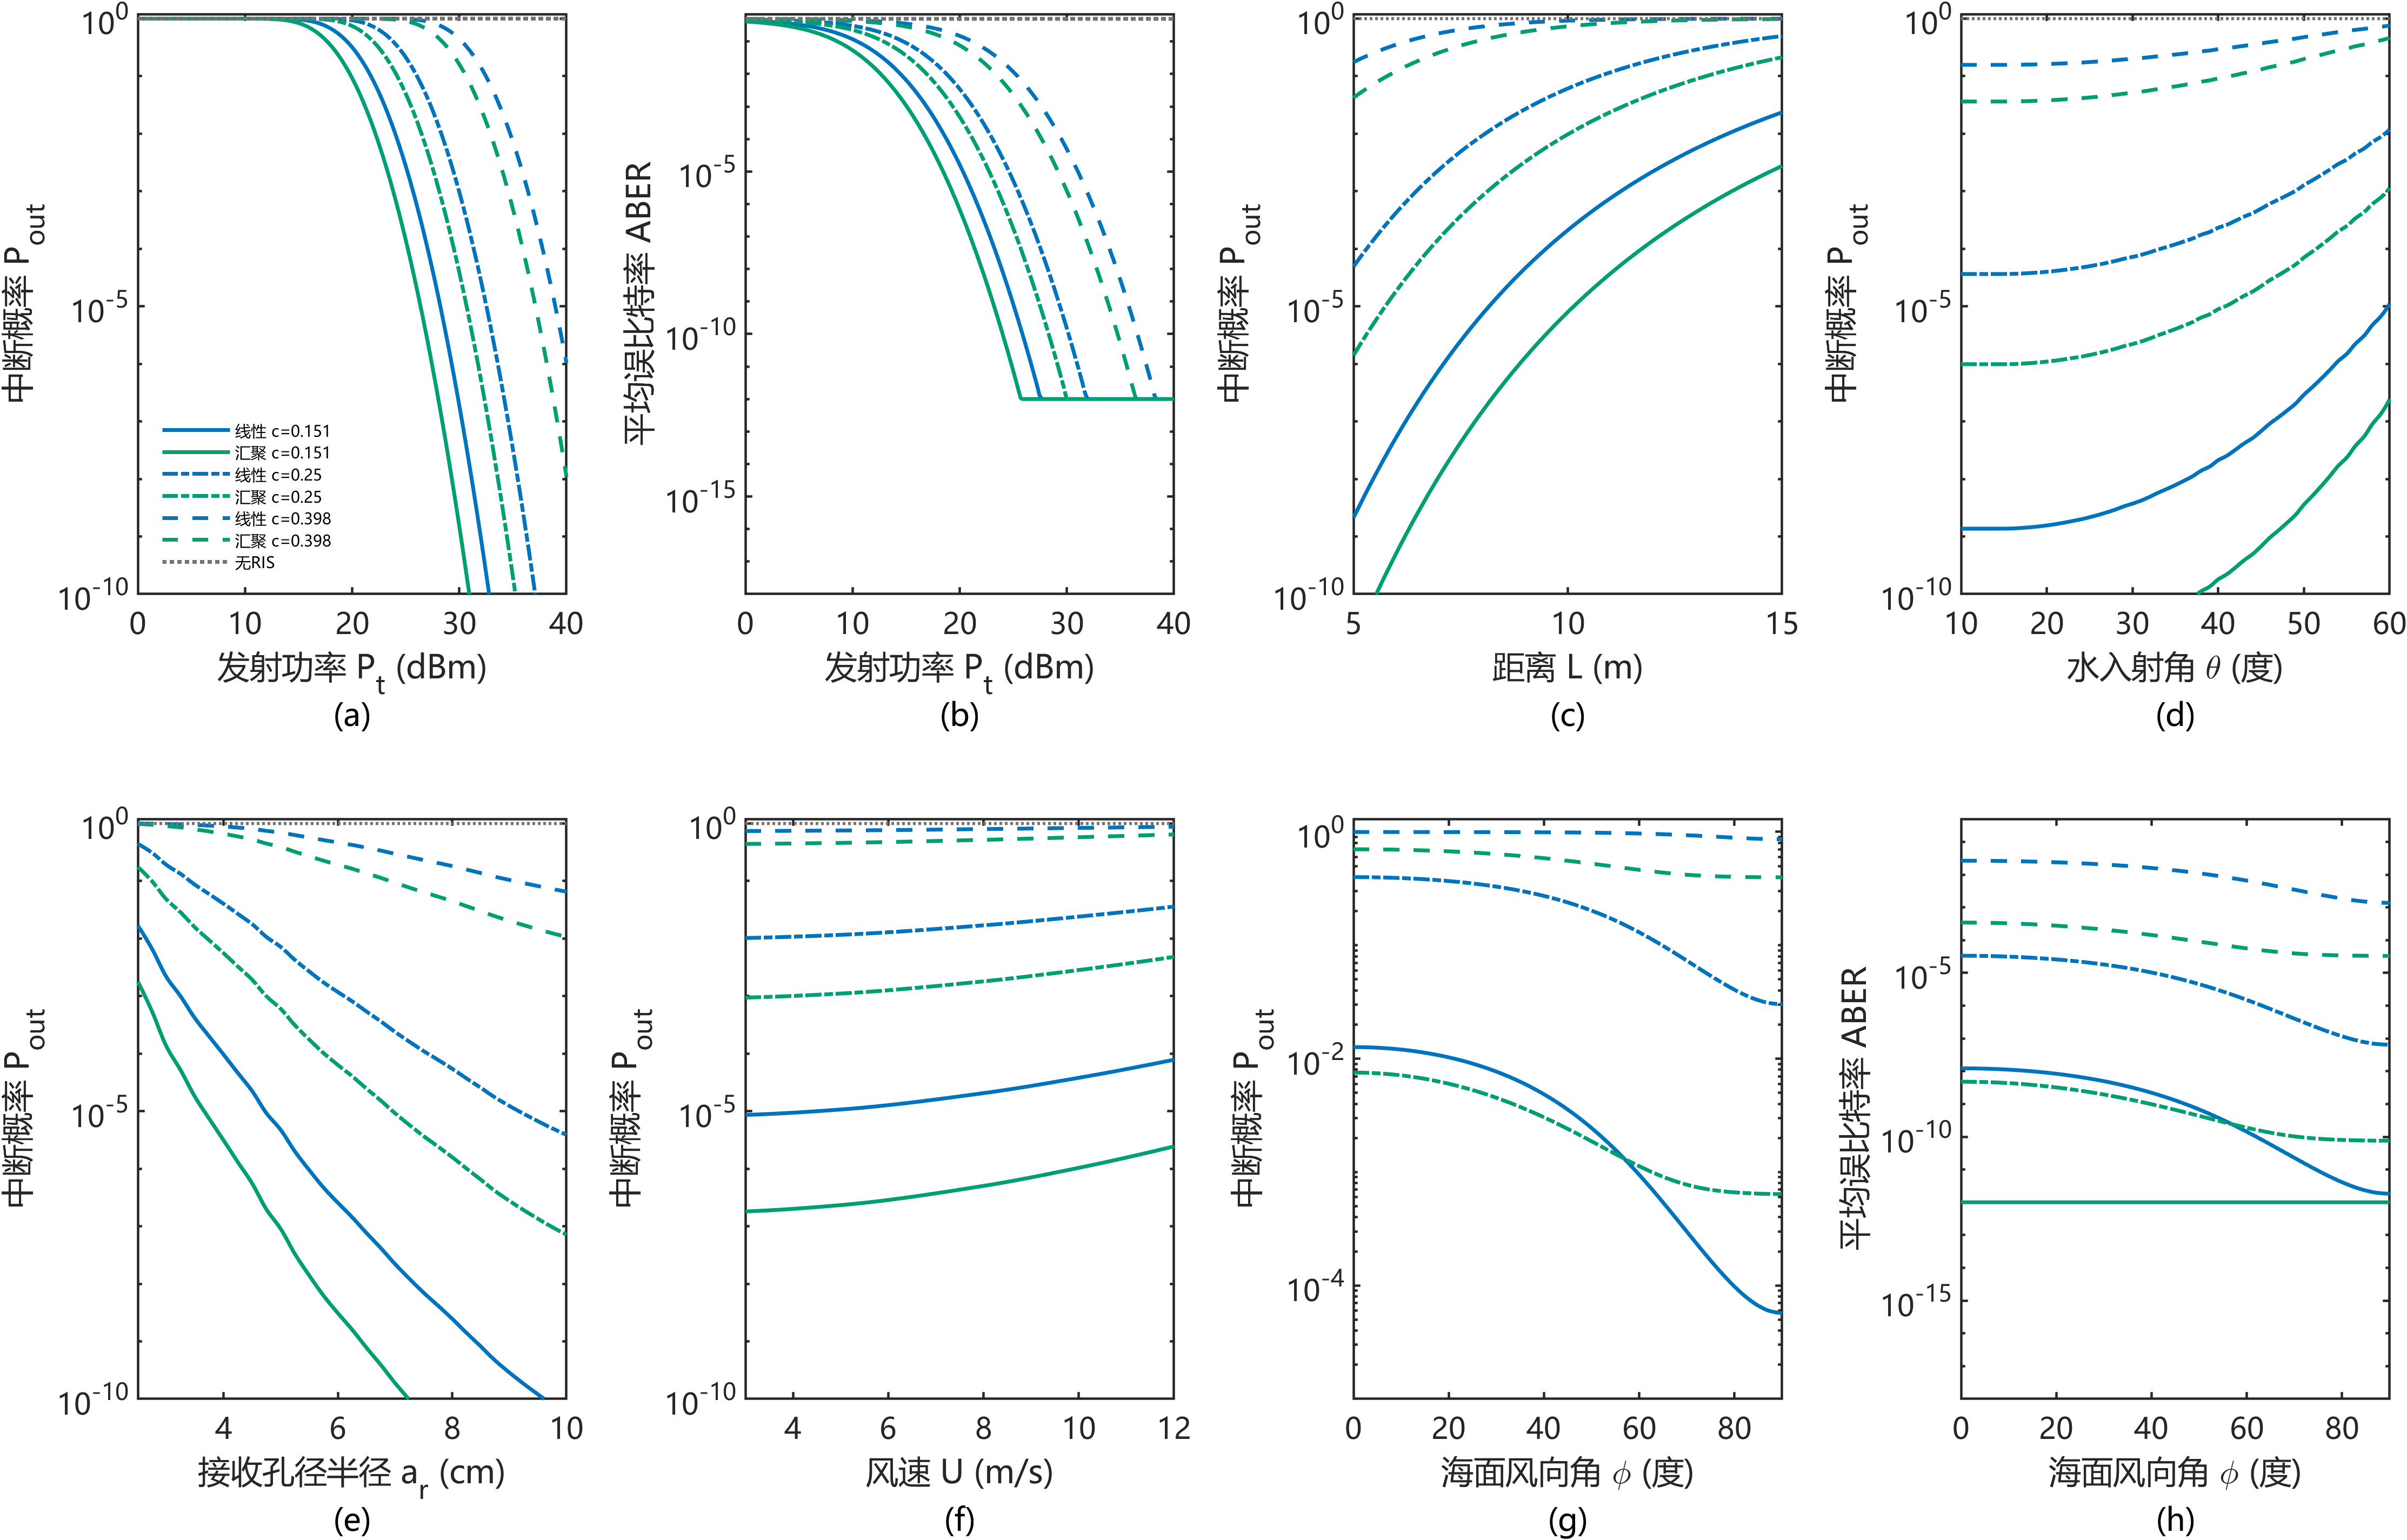 中断概率 P_out
10^0
10^-5
10^-10
线性 c=0.151
汇聚 c=0.151
线性 c=0.25
汇聚 c=0.25
线性 c=0.398
汇聚 c=0.398
无RIS
0 10 20 30 40
发射功率 P_t (dBm)
(a)
平均误比特率 ABER
10^0
10^-5
10^-10
10^-15
0 10 20 30 40
发射功率 P_t (dBm)
(b)
中断概率 P_out
10^0
10^-5
10^-10
5 10 15
距离 L (m)
(c)
中断概率 P_out
10^0
10^-5
10^-10
10 20 30 40 50 60
水入射角 θ (度)
(d)
中断概率 P_out
10^0
10^-5
10^-10
4 6 8 10
接收孔径半径 a_r (cm)
(e)
中断概率 P_out
10^0
10^-5
10^-10
4 6 8 10 12
风速 U (m/s)
(f)
中断概率 P_out
10^0
10^-2
10^-4
0 20 40 60 80
海面风向角 ϕ (度)
(g)
平均误比特率 ABER
10^-5
10^-10
10^-15
0 20 40 60 80
海面风向角 ϕ (度)
(h)